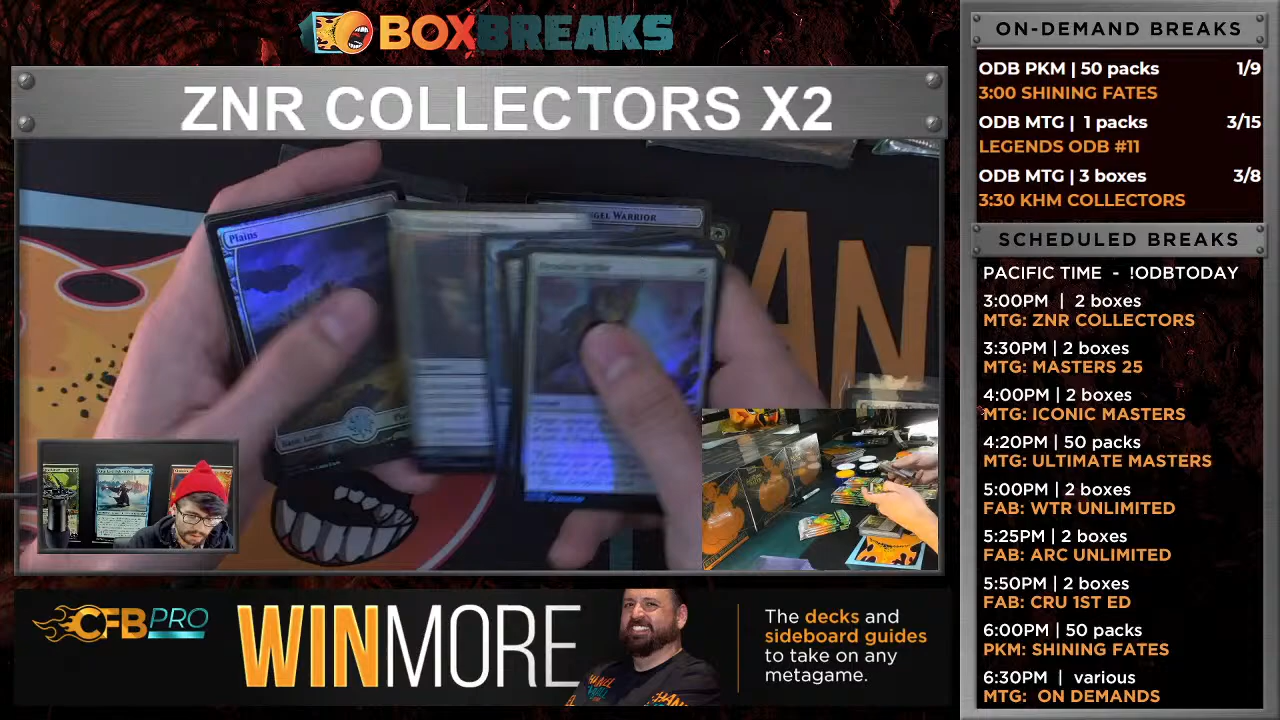 BOXBREAKS
ZNR COLLECTORS X2
Plains
GEL WARRIOR
Basic Land
CFBPRO
WINMORE
The decks and
sideboard guides
to take on any
metagame.
ON-DEMAND BREAKS
ODB PKM | 50 packs 1/9
3:00 SHINING FATES
ODB MTG | 1 packs 3/15
LEGENDS ODB #11
ODB MTG | 3 boxes 3/8
3:30 KHM COLLECTORS
SCHEDULED BREAKS
PACIFIC TIME - !ODBTODAY
3:00PM | 2 boxes
MTG: ZNR COLLECTORS
3:30PM | 2 boxes
MTG: MASTERS 25
4:00PM | 2 boxes
MTG: ICONIC MASTERS
4:20PM | 50 packs
MTG: ULTIMATE MASTERS
5:00PM | 2 boxes
FAB: WTR UNLIMITED
5:25PM | 2 boxes
FAB: ARC UNLIMITED
5:50PM | 2 boxes
FAB: CRU 1ST ED
6:00PM | 50 packs
PKM: SHINING FATES
6:30PM | various
MTG: ON DEMANDS